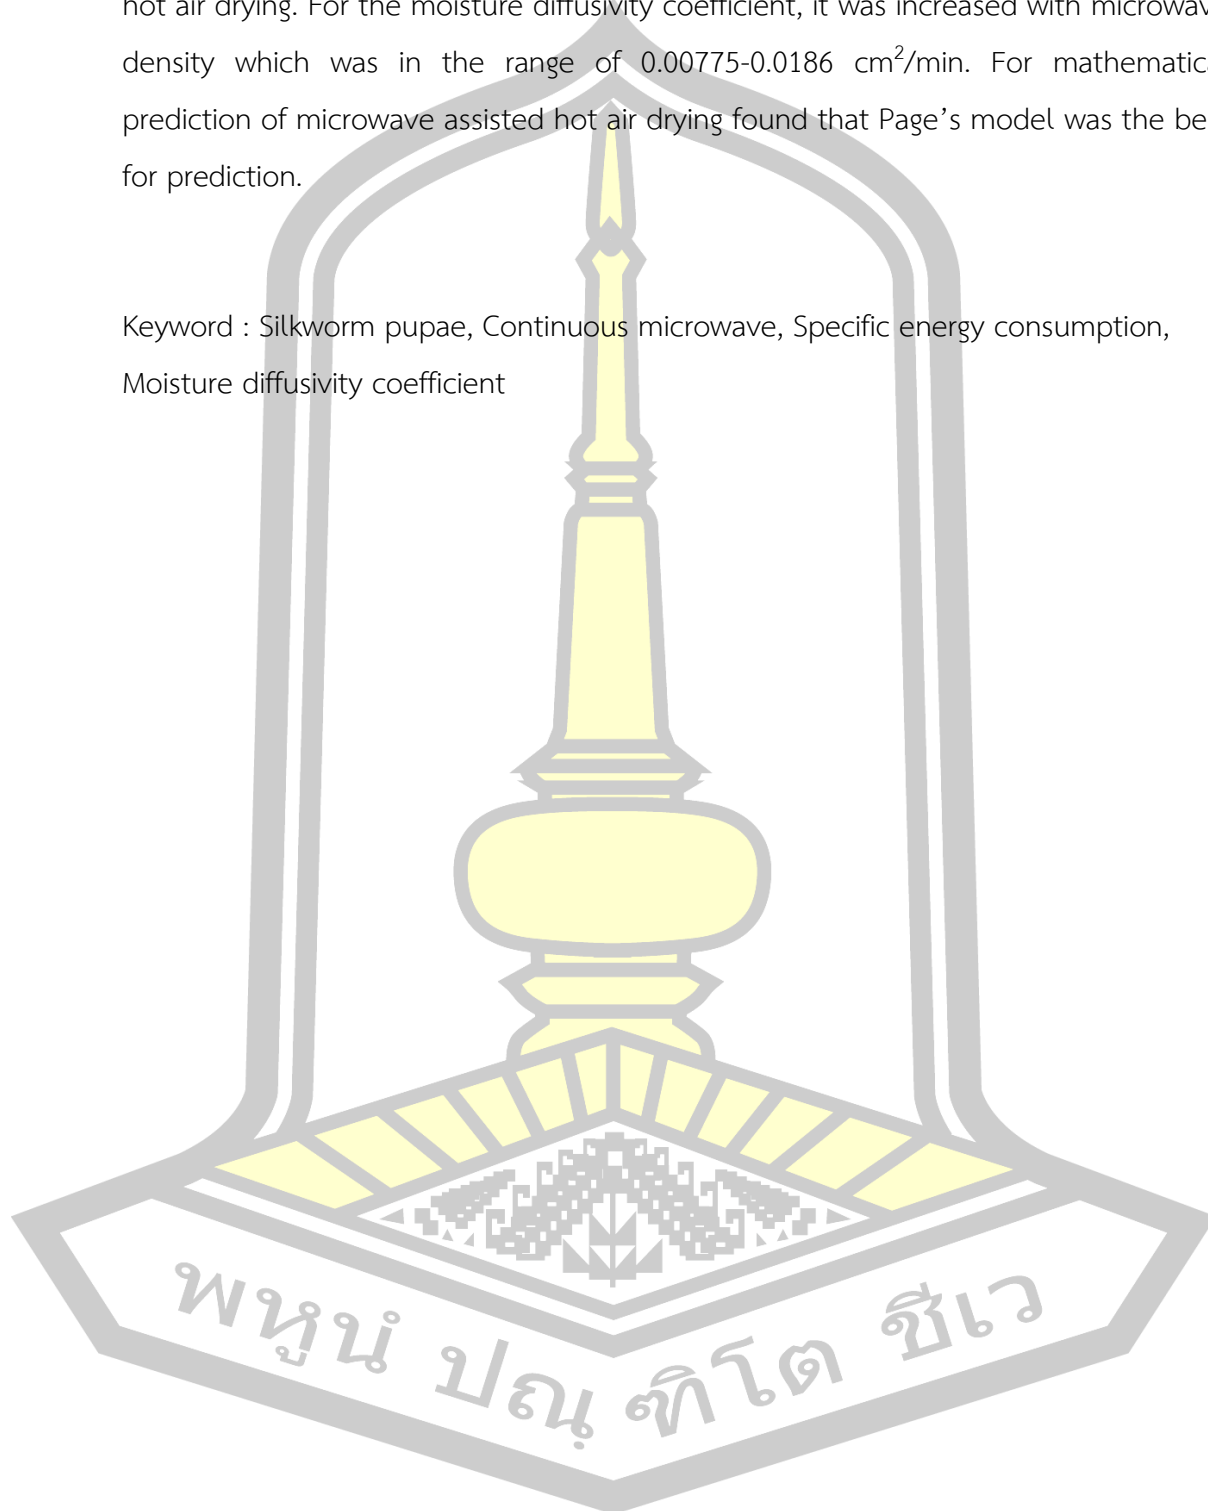 hot air drying. For the moisture diffusivity coefficient, it was increased with microwav
density which was in the range of 0.00775-0.0186 cm²/min. For mathematica
prediction of microwave assisted hot air drying found that Page's model was the be
for prediction.
Keyword : Silkworm pupae, Continuous microwave, Specific energy consumption,
Moisture diffusivity coefficient
พหูนํ ปณฺฑิโต ชีเว